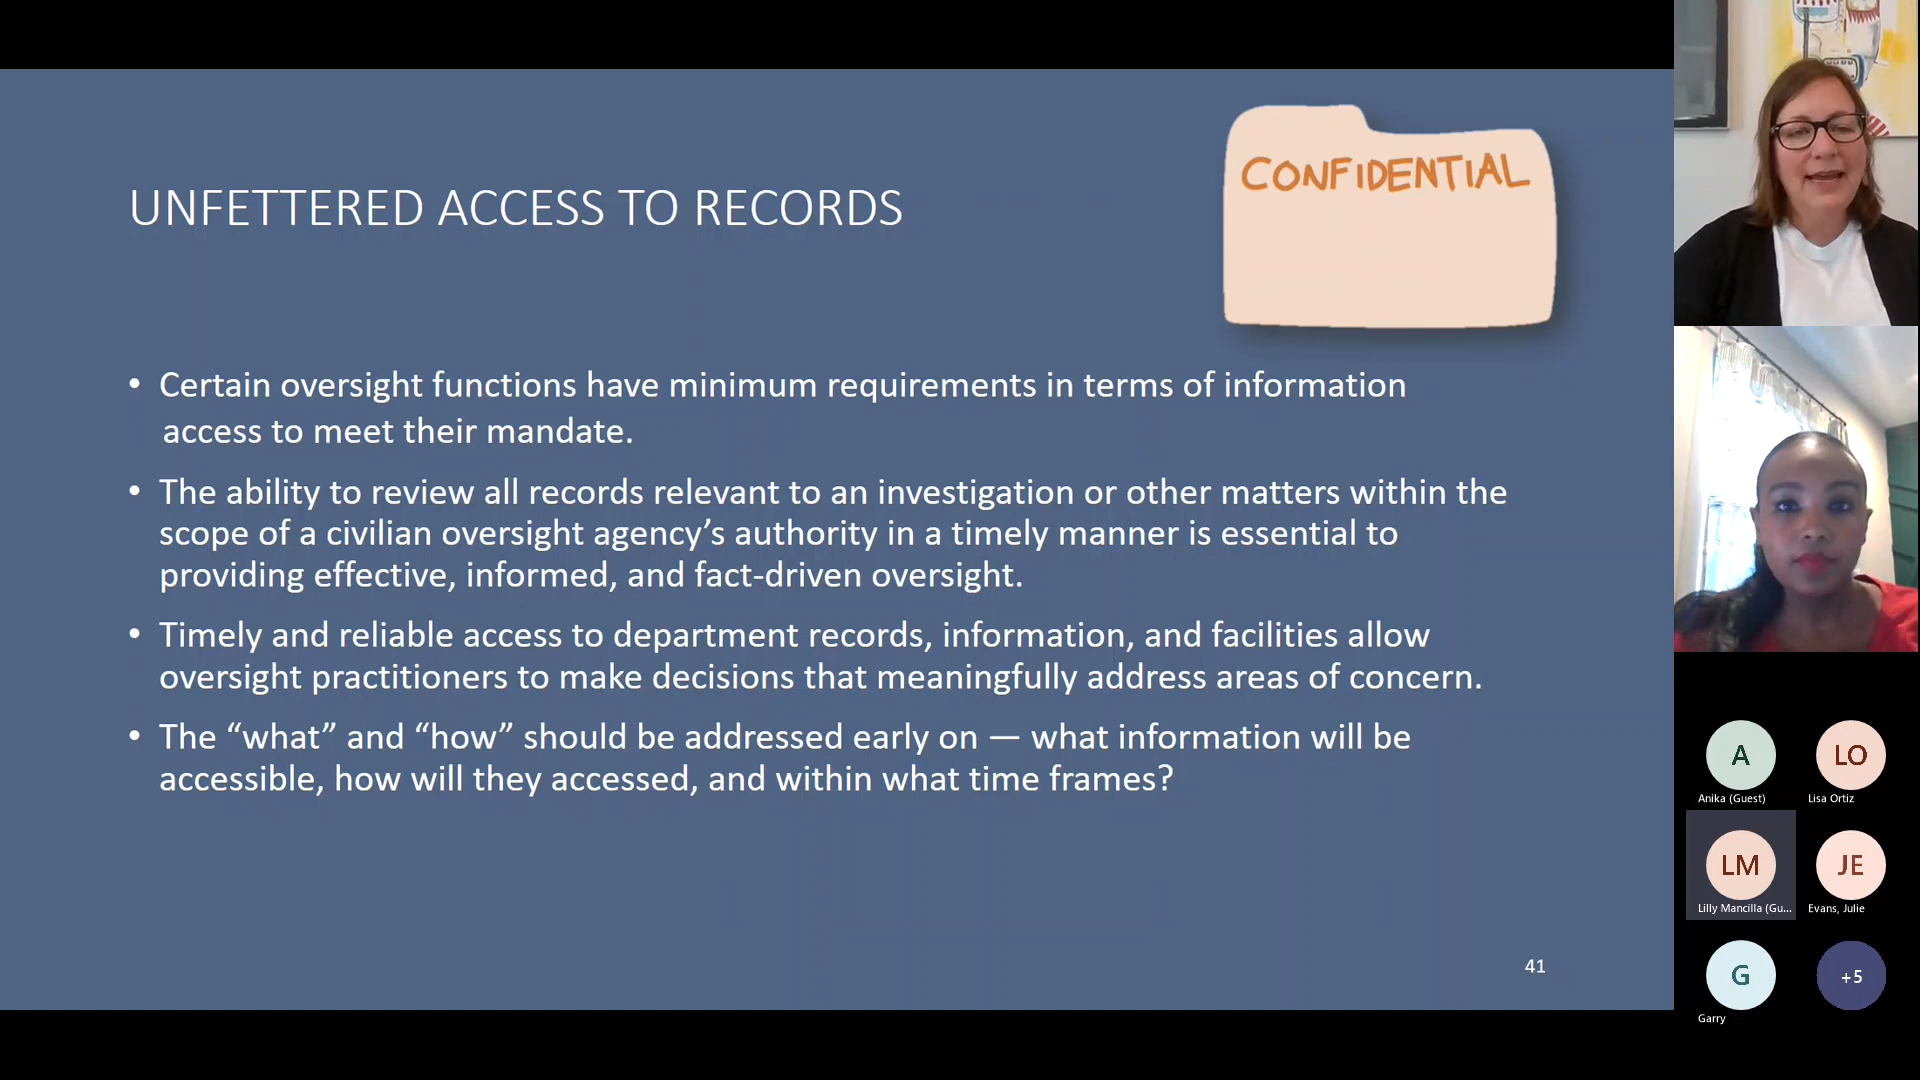 CONFIDENTIAL
UNFETTERED ACCESS TO RECORDS
• Certain oversight functions have minimum requirements in terms of information
access to meet their mandate.
• The ability to review all records relevant to an investigation or other matters within the
scope of a civilian oversight agency’s authority in a timely manner is essential to
providing effective, informed, and fact-driven oversight.
• Timely and reliable access to department records, information, and facilities allow
oversight practitioners to make decisions that meaningfully address areas of concern.
• The “what” and “how” should be addressed early on — what information will be
accessible, how will they accessed, and within what time frames?
41
A
Anika (Guest)
LO
Lisa Ortiz
LM
Lilly Mancilla (Gu...
JE
Evans, Julie
G
Garry
+5